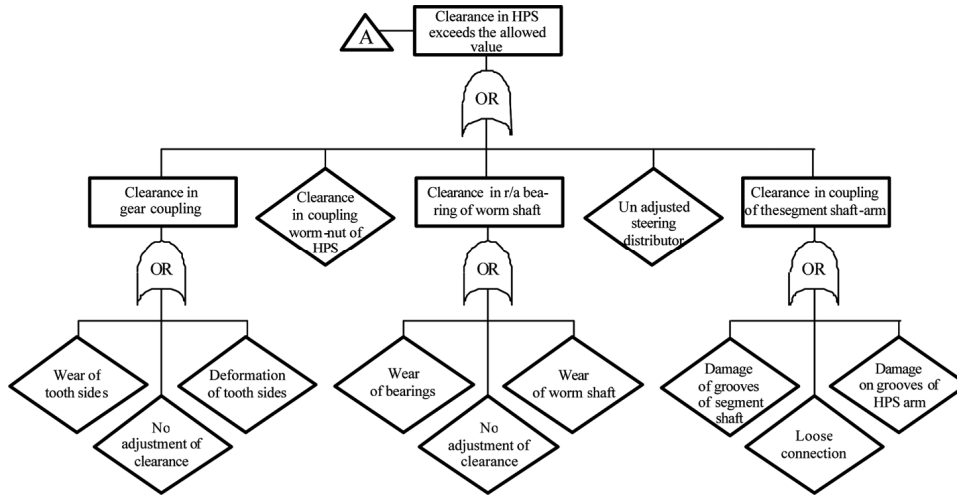 A
Clearance in HPS
exceeds the allowed
value
OR
Clearance in
gear coupling
Clearance
in coupling
worm-nut of
HPS
Clearance in r/a bea-
ring of worm shaft
Un adjusted
steering
distributor
Clearance in coupling
of thesegment shaft-arm
OR
OR
OR
Wear of
tooth sides
No
adjustment of
clearance
Deformation
of tooth sides
Wear
of bearings
No
adjustment of
clearance
Wear
of worm shaft
Damage
of grooves
of segment
shaft
Loose
connection
Damage
on grooves of
HPS arm